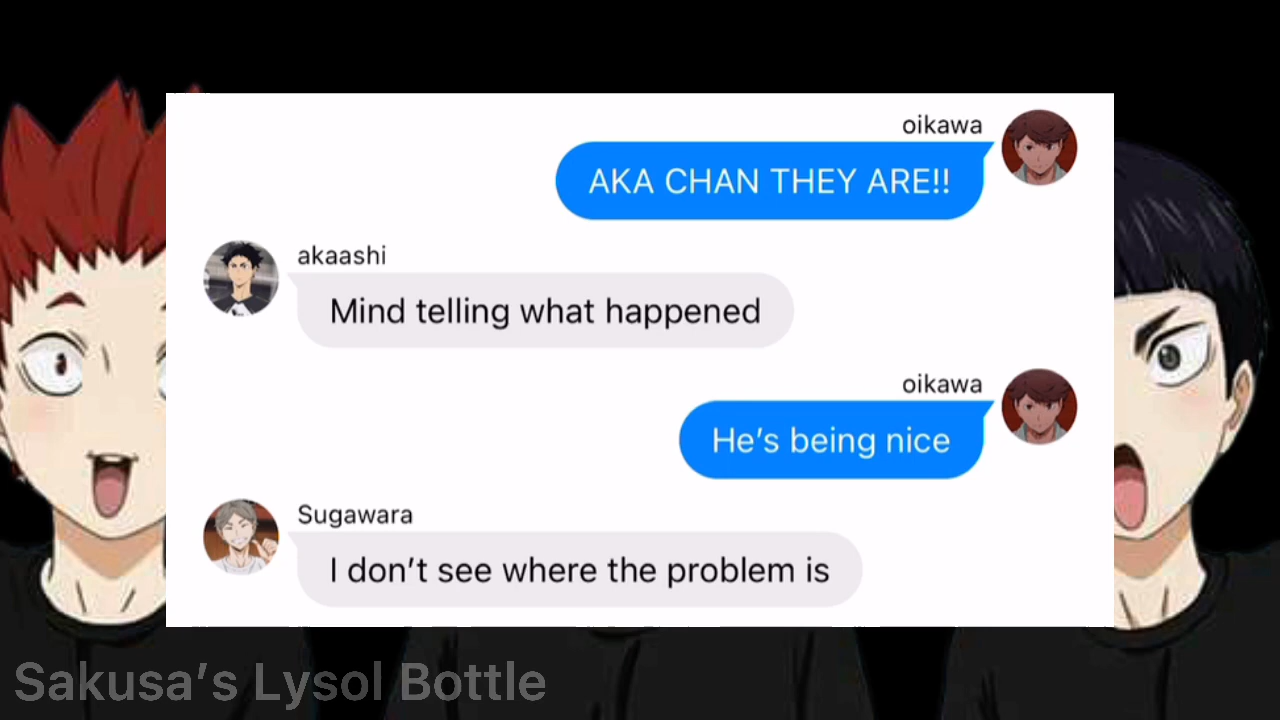 oikawa
AKA CHAN THEY ARE!!
akaashi
Mind telling what happened
oikawa
He’s being nice
Sugawara
I don’t see where the problem is
Sakusa’s Lysol Bottle